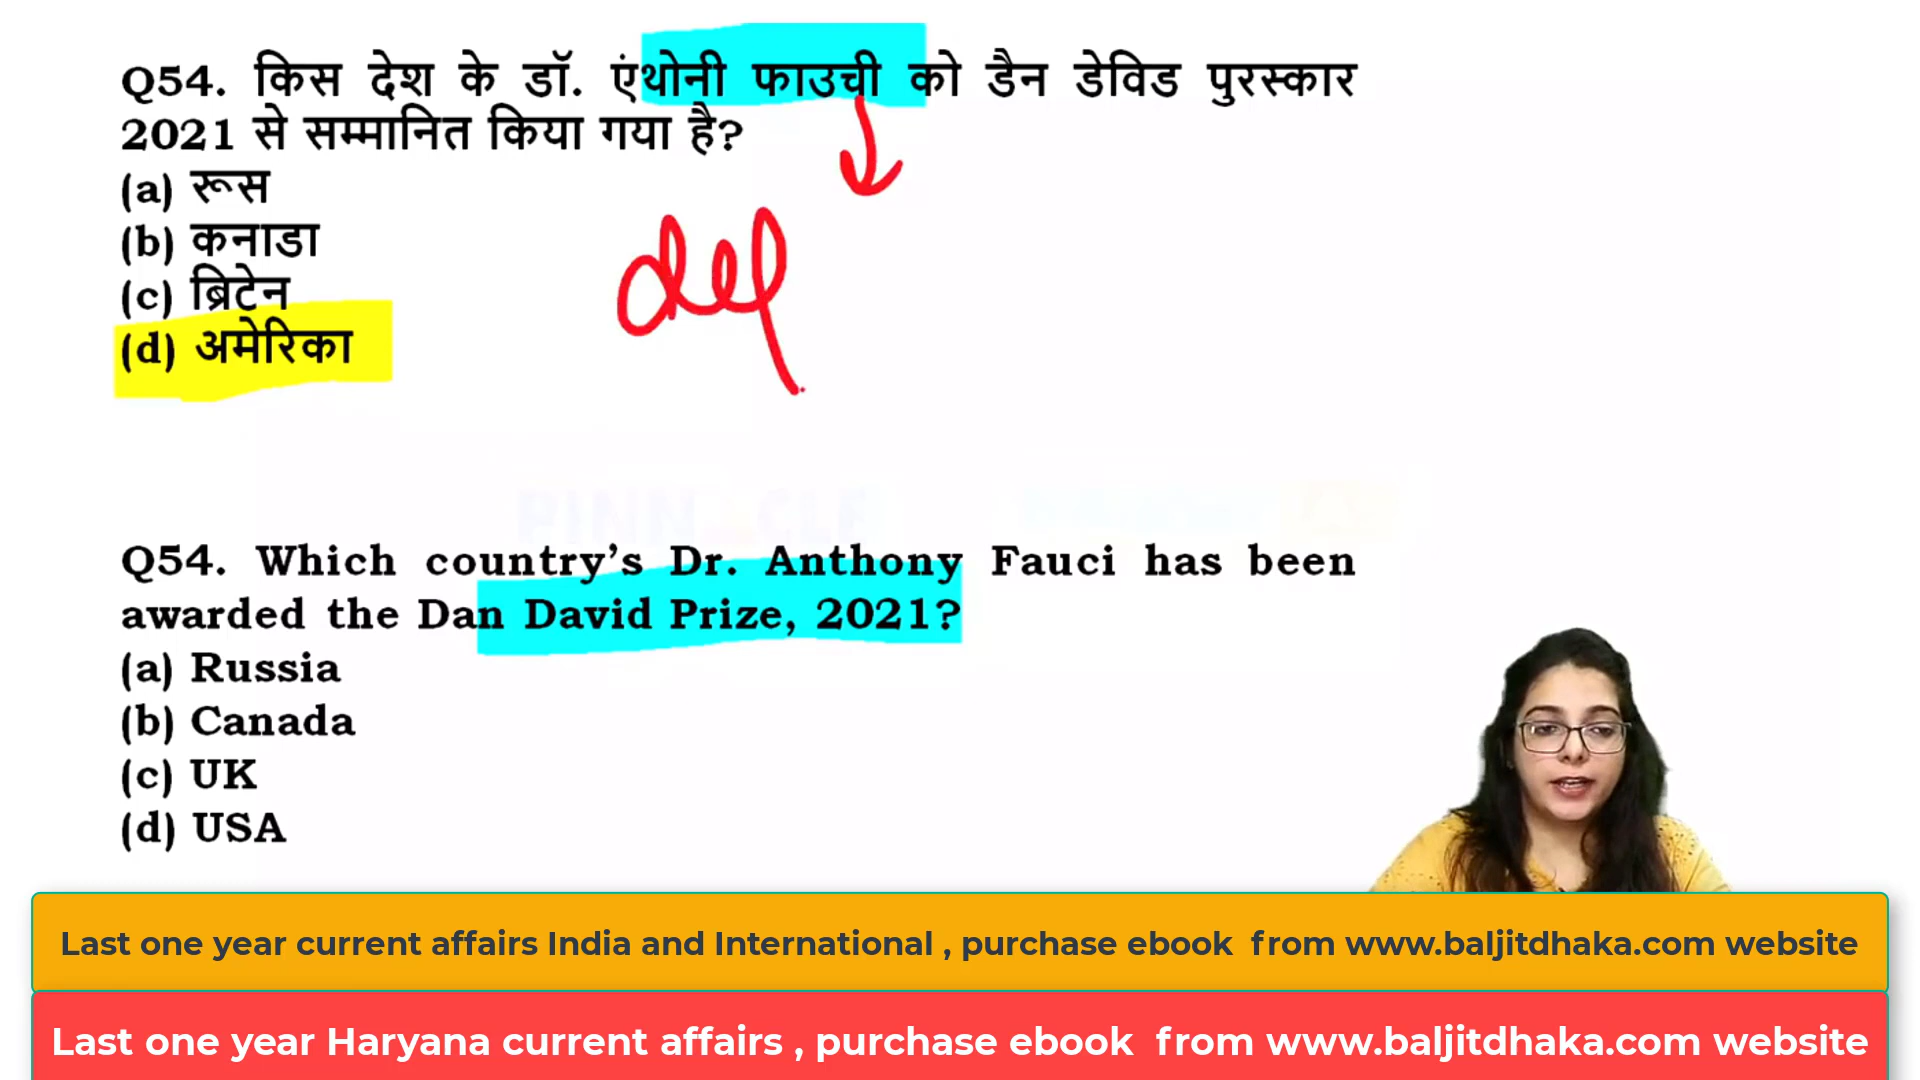 Q54. किस देश के डॉ. एंथोनी फाउची को डैन डेविड पुरस्कार
2021 से सम्मानित किया गया है?
(a) रूस
(b) कनाडा
(c) ब्रिटेन
(d) अमेरिका
PINNACLE
Q54. Which country’s Dr. Anthony Fauci has been
awarded the Dan David Prize, 2021?
(a) Russia
(b) Canada
(c) UK
(d) USA
Last one year current affairs India and International , purchase ebook from www.baljitdhaka.com website
Last one year Haryana current affairs , purchase ebook from www.baljitdhaka.com website